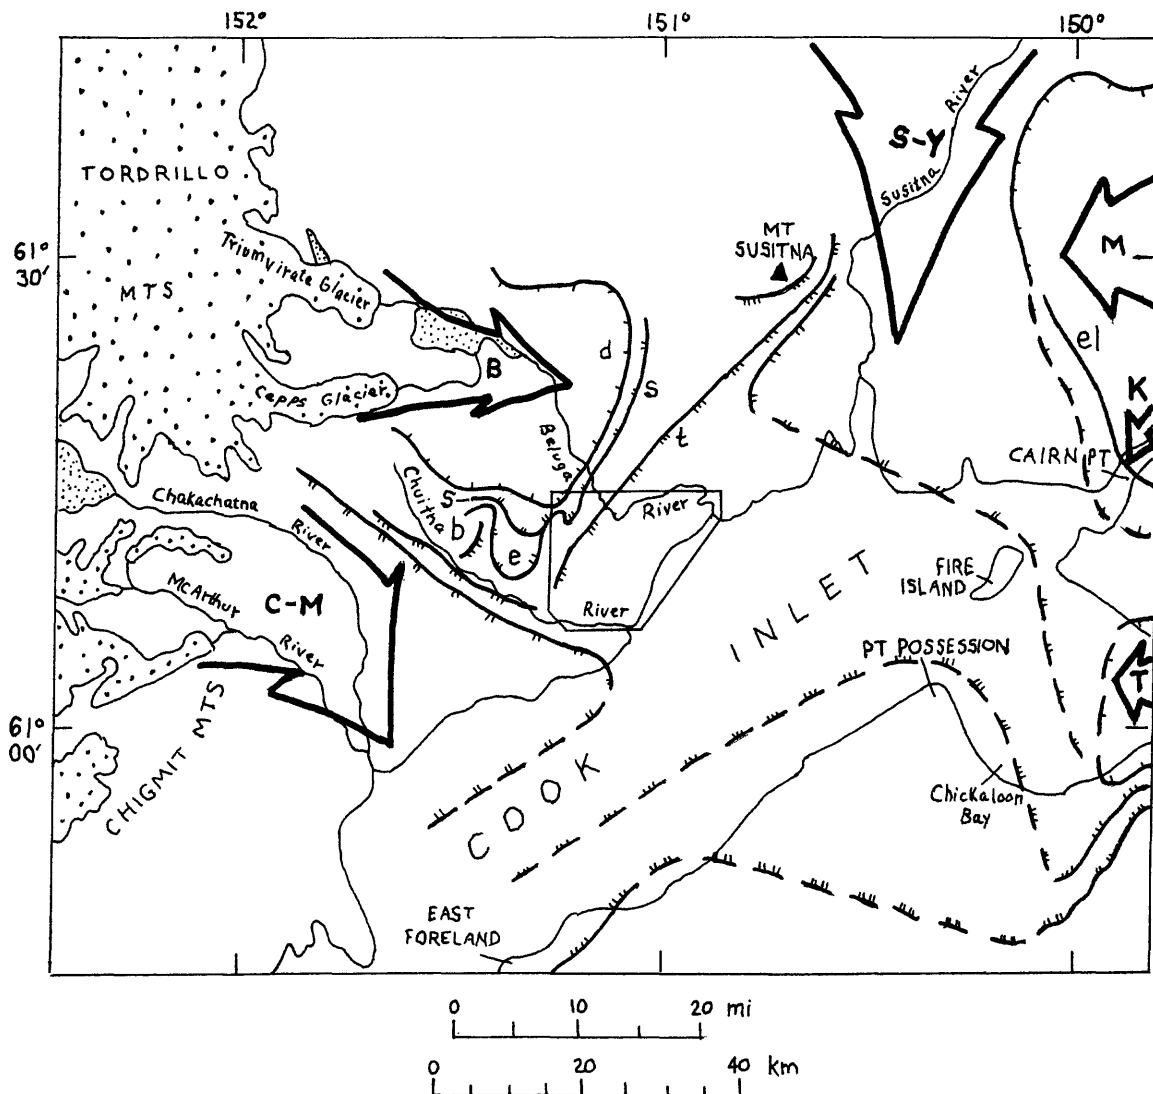 152° 151° 150°
S-Y
River
Susitna
TORDRILLO
MTS
Triumvirate Glacier
MT
SUSITNA
61°
30'
M
el
d
B
S
K
Capps Glacier
t
Beluga
CAIRN PT
Chuitna
S
b
e
River
Chakachatna
River
McArthur
River
C-M
River
FIRE
ISLAND
INLET
PT POSSESSION
T
61°
00'
CHIGMIT MTS
COOK
Chickaloon
Bay
EAST
FORELAND
0 10 20 mi
0 20 40 km